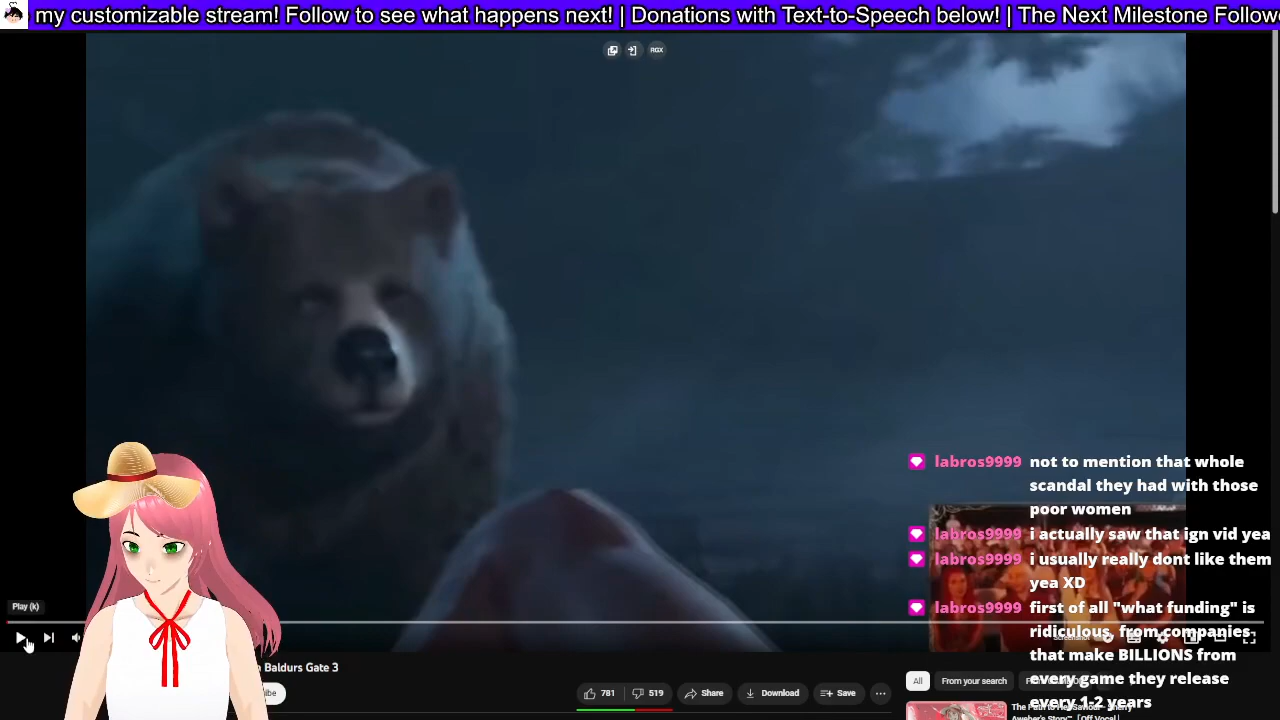 my customizable stream! Follow to see what happens next! | Donations with Text-to-Speech below! | The Next Milestone Follow
RGX
labros9999 not to mention that whole
scandal they had with those
poor women
labros9999 i actually saw that ign vid yea
labros9999 i usually really dont like them
yea XD
labros9999 first of all "what funding" is
ridiculous, from companies
that make BILLIONS from
every game they release
every 1-2 years
Play (k)
Screenshot
Baldurs Gate 3
781
519
Share
Download
Save
All
From your search